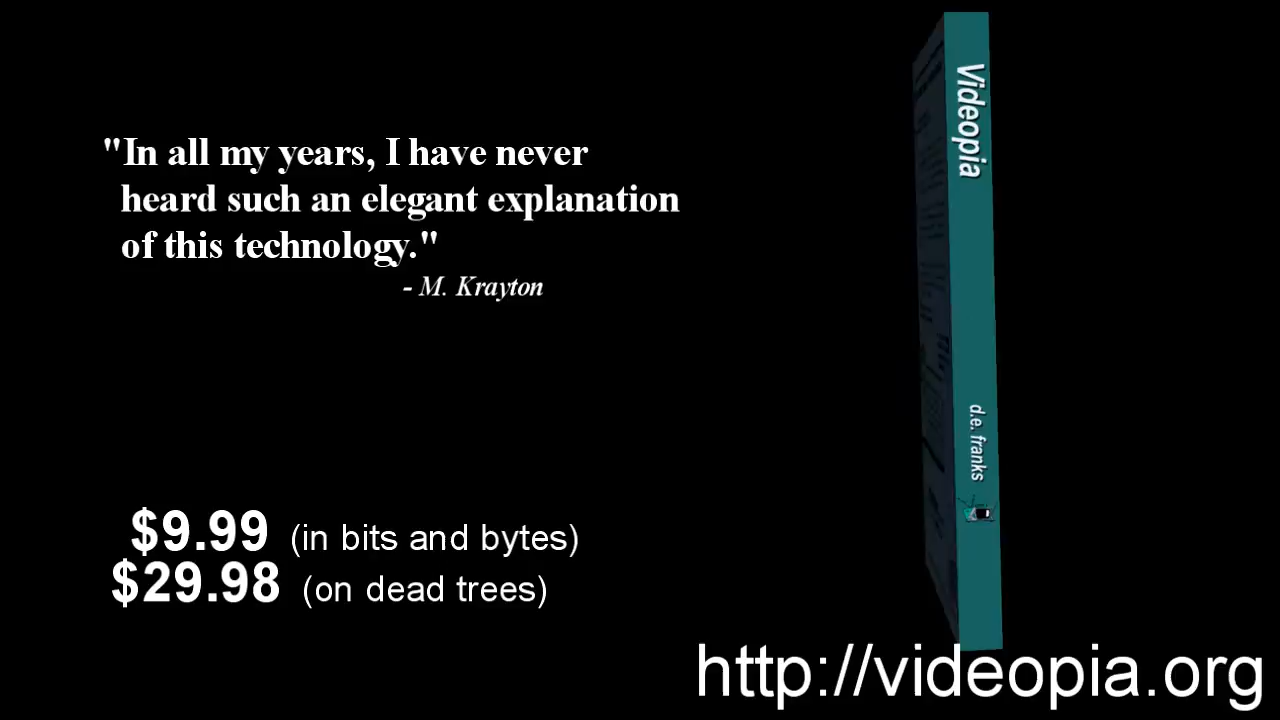 "In all my years, I have never
heard such an elegant explanation
of this technology."
- M. Krayton
$9.99 (in bits and bytes)
$29.98 (on dead trees)
Videopia
d.e. franks
http://videopia.org